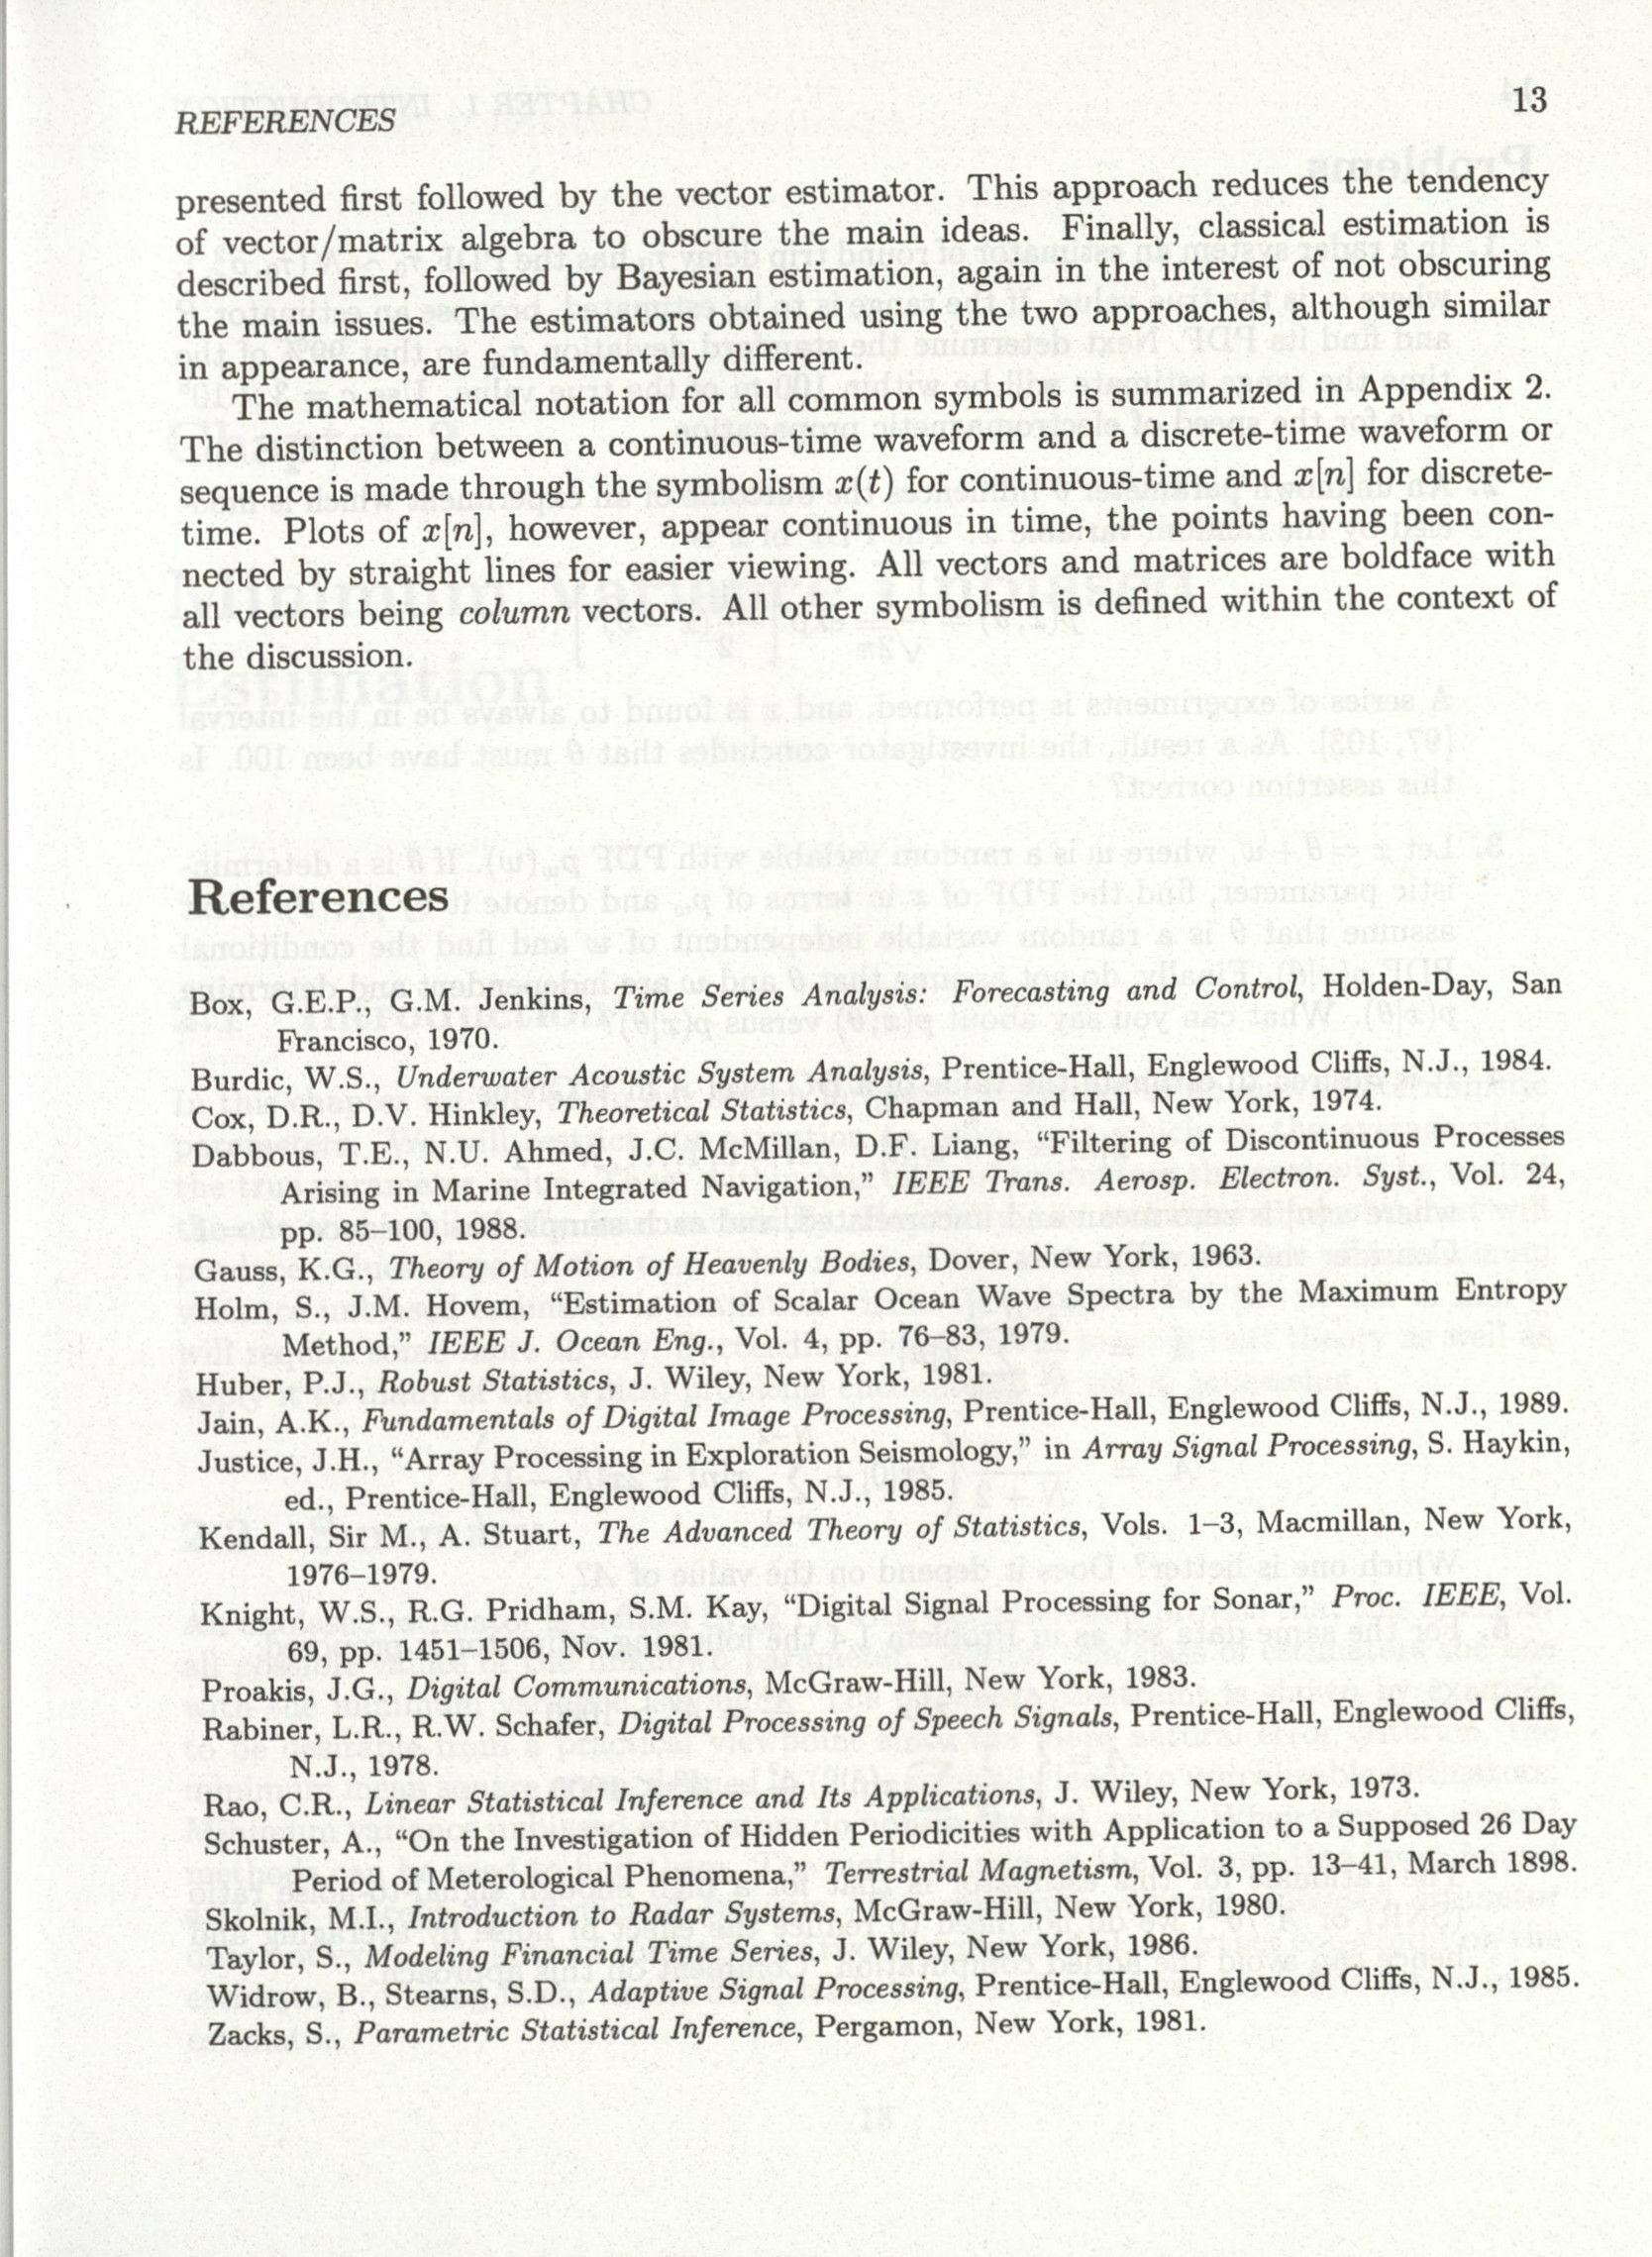 REFERENCES
13
presented first followed by the vector estimator. This approach reduces the tendency
of vector/matrix algebra to obscure the main ideas. Finally, classical estimation is
described first, followed by Bayesian estimation, again in the interest of not obscuring
the main issues. The estimators obtained using the two approaches, although similar
in appearance, are fundamentally different.
The mathematical notation for all common symbols is summarized in Appendix 2.
The distinction between a continuous-time waveform and a discrete-time waveform or
sequence is made through the symbolism x(t) for continuous-time and x[n] for discrete-
time. Plots of x[n], however, appear continuous in time, the points having been con-
nected by straight lines for easier viewing. All vectors and matrices are boldface with
all vectors being column vectors. All other symbolism is defined within the context of
the discussion.
References
Box, G.E.P., G.M. Jenkins, Time Series Analysis: Forecasting and Control, Holden-Day, San
Francisco, 1970.
Burdic, W.S., Underwater Acoustic System Analysis, Prentice-Hall, Englewood Cliffs, N.J., 1984.
Cox, D.R., D.V. Hinkley, Theoretical Statistics, Chapman and Hall, New York, 1974.
Dabbous, T.E., N.U. Ahmed, J.C. McMillan, D.F. Liang, “Filtering of Discontinuous Processes
Arising in Marine Integrated Navigation,” IEEE Trans. Aerosp. Electron. Syst., Vol. 24,
pp. 85–100, 1988.
Gauss, K.G., Theory of Motion of Heavenly Bodies, Dover, New York, 1963.
Holm, S., J.M. Hovem, “Estimation of Scalar Ocean Wave Spectra by the Maximum Entropy
Method,” IEEE J. Ocean Eng., Vol. 4, pp. 76–83, 1979.
Huber, P.J., Robust Statistics, J. Wiley, New York, 1981.
Jain, A.K., Fundamentals of Digital Image Processing, Prentice-Hall, Englewood Cliffs, N.J., 1989.
Justice, J.H., “Array Processing in Exploration Seismology,” in Array Signal Processing, S. Haykin,
ed., Prentice-Hall, Englewood Cliffs, N.J., 1985.
Kendall, Sir M., A. Stuart, The Advanced Theory of Statistics, Vols. 1–3, Macmillan, New York,
1976–1979.
Knight, W.S., R.G. Pridham, S.M. Kay, “Digital Signal Processing for Sonar,” Proc. IEEE, Vol.
69, pp. 1451–1506, Nov. 1981.
Proakis, J.G., Digital Communications, McGraw-Hill, New York, 1983.
Rabiner, L.R., R.W. Schafer, Digital Processing of Speech Signals, Prentice-Hall, Englewood Cliffs,
N.J., 1978.
Rao, C.R., Linear Statistical Inference and Its Applications, J. Wiley, New York, 1973.
Schuster, A., “On the Investigation of Hidden Periodicities with Application to a Supposed 26 Day
Period of Meterological Phenomena,” Terrestrial Magnetism, Vol. 3, pp. 13–41, March 1898.
Skolnik, M.I., Introduction to Radar Systems, McGraw-Hill, New York, 1980.
Taylor, S., Modeling Financial Time Series, J. Wiley, New York, 1986.
Widrow, B., Stearns, S.D., Adaptive Signal Processing, Prentice-Hall, Englewood Cliffs, N.J., 1985.
Zacks, S., Parametric Statistical Inference, Pergamon, New York, 1981.